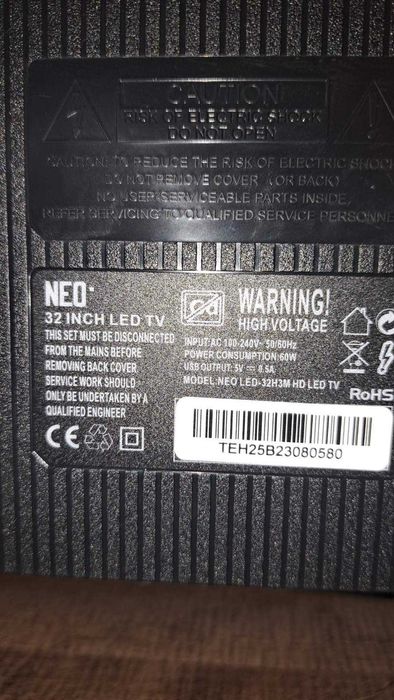 CAUTION
RISK OF ELECTRIC SHOCK
DO NOT OPEN
CAUTION: TO REDUCE THE RISK OF ELECTRIC SHOCK
DO NOT REMOVE COVER (OR BACK)
NO USER SERVICEABLE PARTS INSIDE.
REFER SERVICING TO QUALIFIED SERVICE PERSONNE
NEO
32 INCH LED TV
THIS SET MUST BE DISCONNECTED
FROM THE MAINS BEFORE
REMOVING BACK COVER
SERVICE WORK SHOULD
ONLY BE UNDERTAKEN BY A
QUALIFIED ENGINEER
CE
Cd
WARNING!
HIGH VOLTAGE
INPUT:AC 100-240V~ 50/60Hz
POWER CONSUMPTION:60W
USB OUTPUT: 5V ⎓ 0.5A
MODEL:NEO LED-32H3M HD LED TV
RoHS
TEH25B23080580